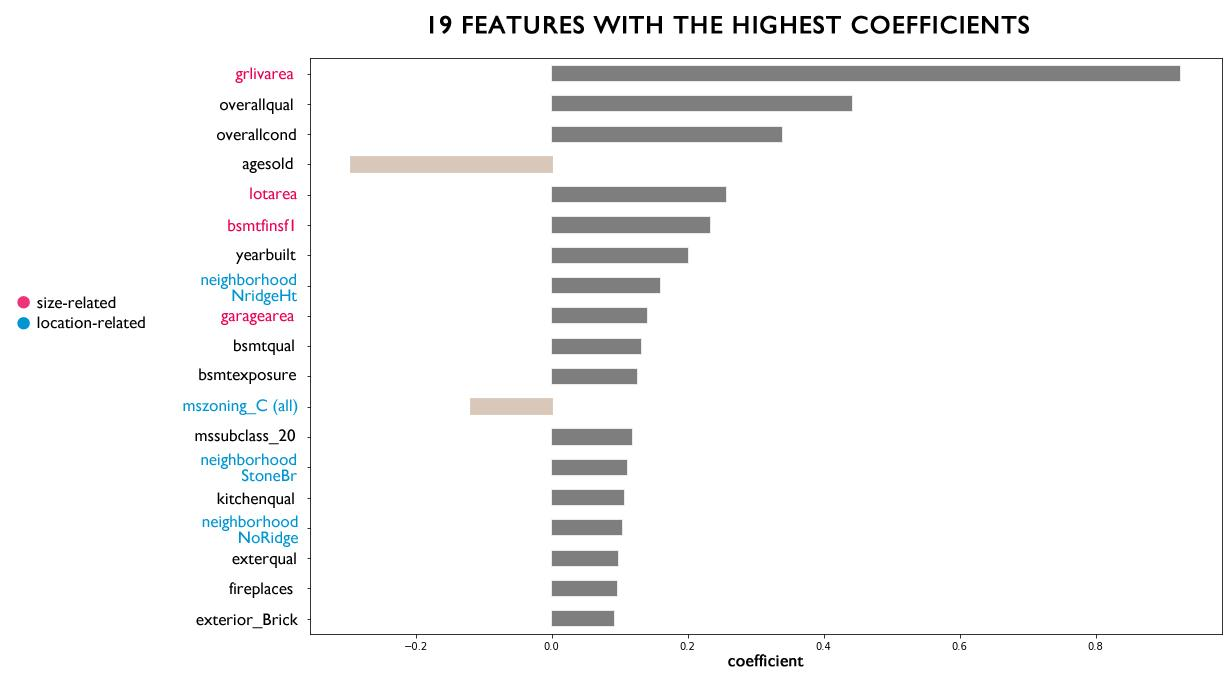 19 FEATURES WITH THE HIGHEST COEFFICIENTS
grlivarea
overallqual
overallcond
agesold
lotarea
bsmtfinsf1
yearbuilt
neighborhood
NridgeHt
garagearea
bsmtqual
bsmtexposure
mszoning_C (all)
mssubclass_20
neighborhood
StoneBr
kitchenqual
neighborhood
NoRidge
exterqual
fireplaces
exterior_Brick
size-related
location-related
−0.2 0.0 0.2 0.4 0.6 0.8
coefficient